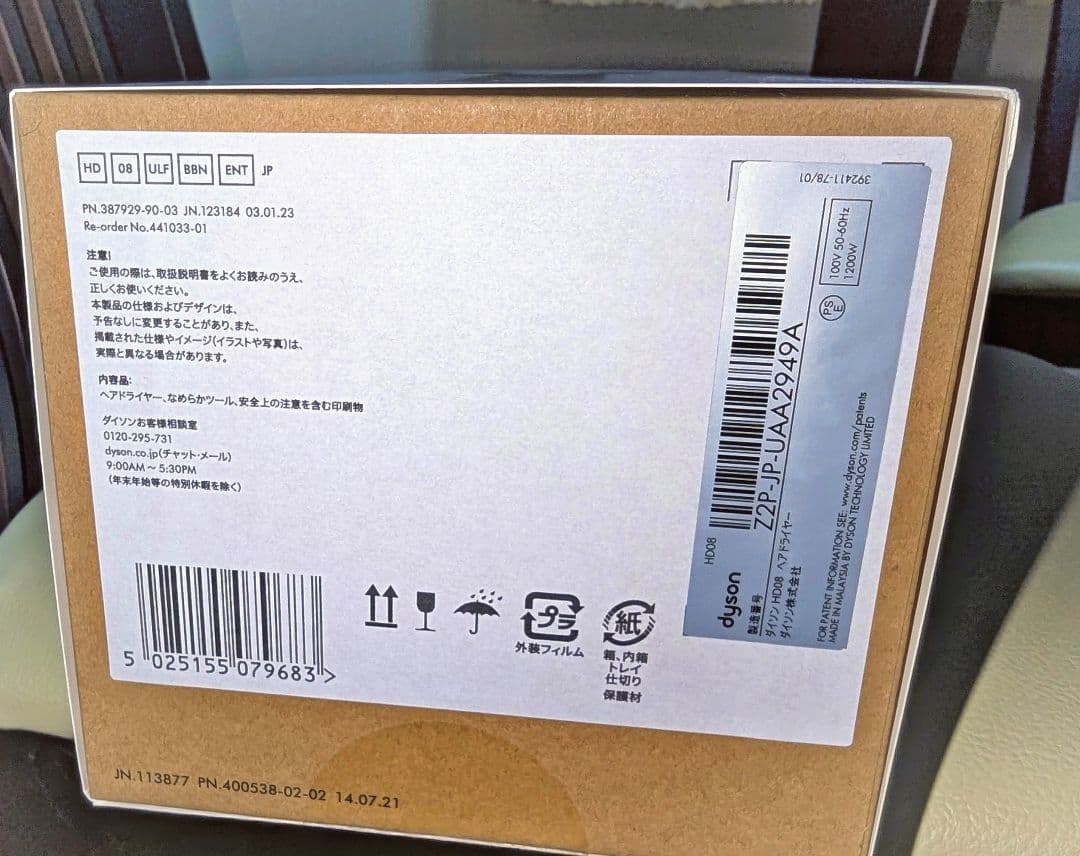 HD 08 ULF BBN ENT JP
PN.387929-90-03 JN.123184 03.01.23
Re-order No.441033-01
注意!
ご使用の際は、取扱説明書をよくお読みのうえ、
正しくお使いください。
本製品の仕様およびデザインは、
予告なしに変更することがあり、また、
掲載された仕様やイメージ(イラストや写真)は、
実際と異なる場合があります。
内容品:
ヘアドライヤー、なめらかツール、安全上の注意を含む印刷物
ダイソンお客様相談室
0120-295-731
dyson.co.jp(チャット・メール)
9:00AM~5:30PM
(年末年始等の特別休暇を除く)
5 025155 079683 >
プラ
外装フィルム
紙
箱、内箱
トレイ
仕切り
保護材
392411-78/01
HD08
Z2P-JP-UAA2949A
100V 50-60Hz
1200W
PS
E
dyson
製造番号
ダイソン HD08 ヘアドライヤー
ダイソン株式会社
FOR PATENT INFORMATION SEE: www.dyson.com/patents
MADE IN MALAYSIA BY DYSON TECHNOLOGY LIMITED
JN.113877 PN.400538-02-02 14.07.21